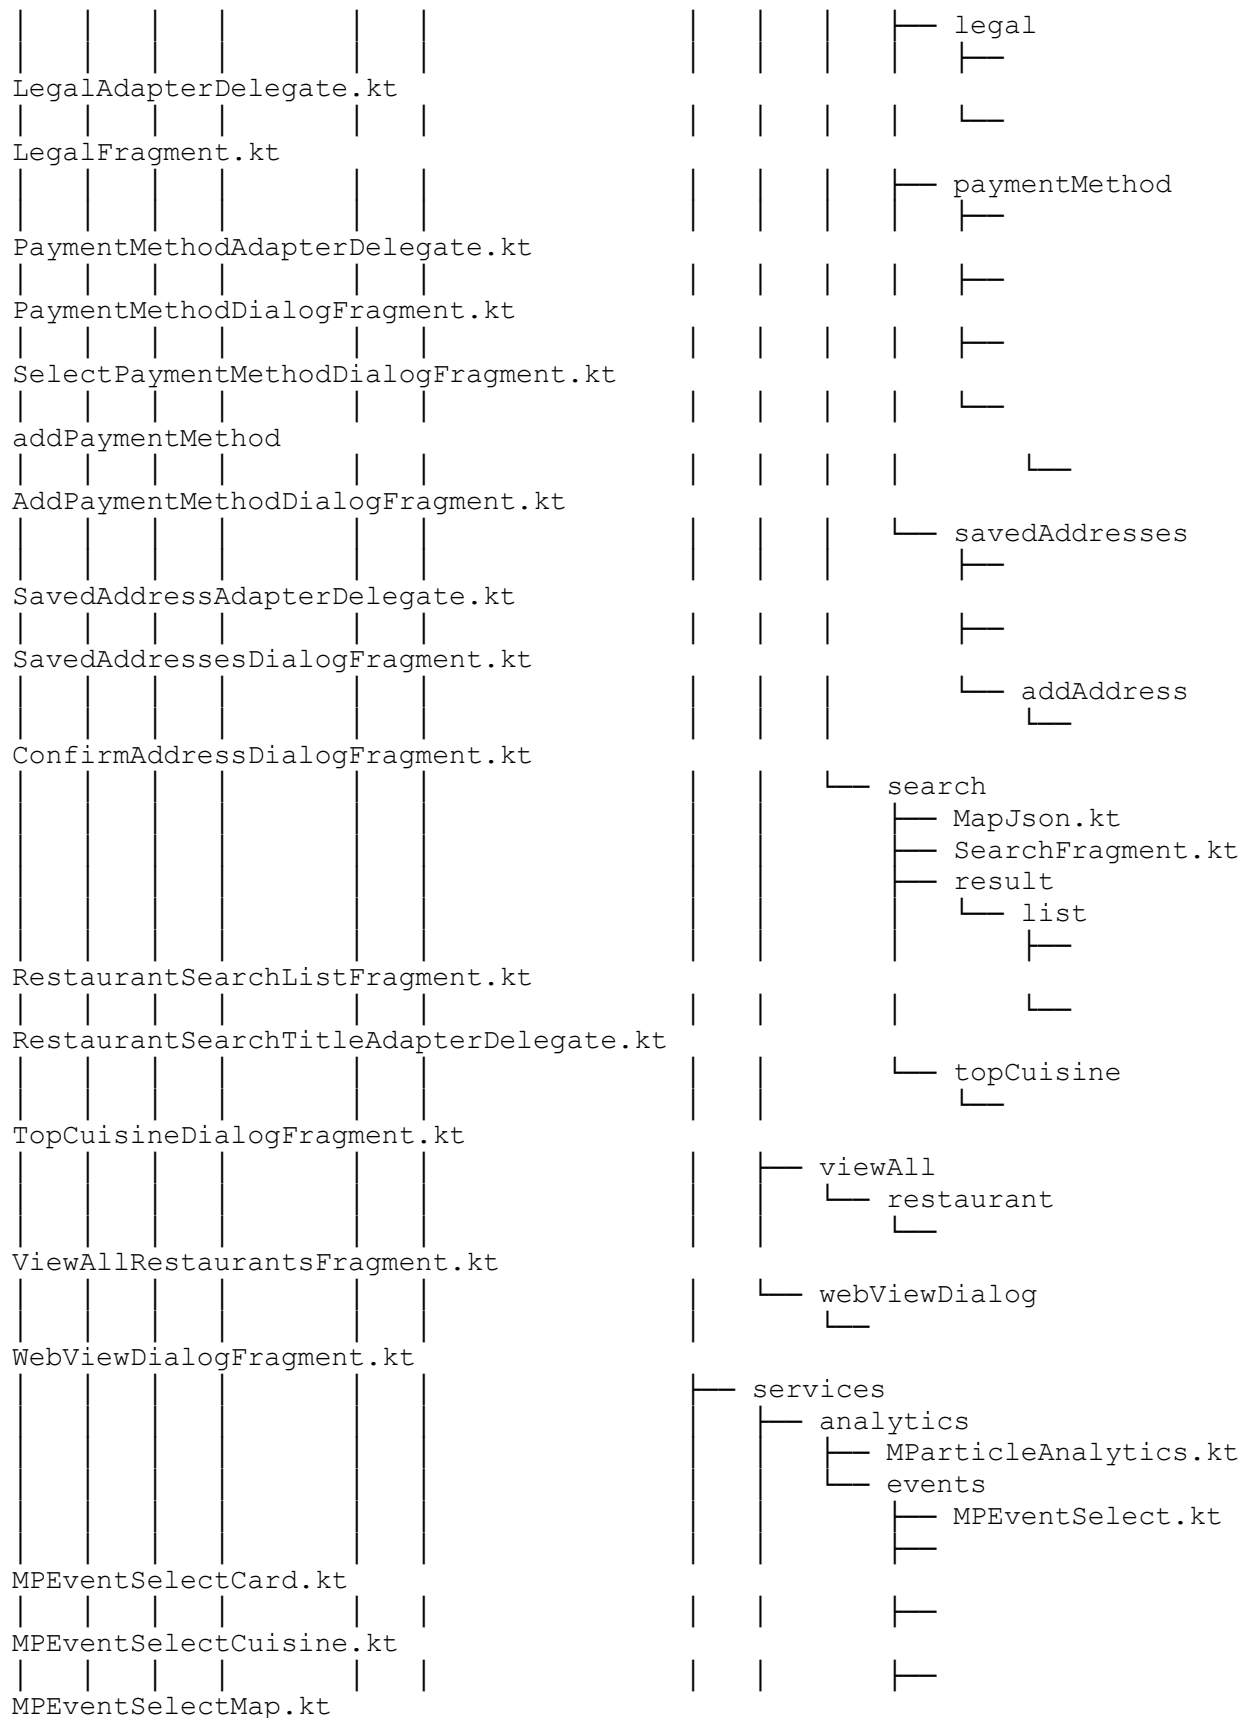 │   │   │   │       │   │               │   │   │   ├── legal
│   │   │   │       │   │               │   │   │   │   ├──
LegalAdapterDelegate.kt
│   │   │   │       │   │               │   │   │   │   └──
LegalFragment.kt
│   │   │   │       │   │               │   │   │   ├── paymentMethod
│   │   │   │       │   │               │   │   │   │   ├──
PaymentMethodAdapterDelegate.kt
│   │   │   │       │   │               │   │   │   │   ├──
PaymentMethodDialogFragment.kt
│   │   │   │       │   │               │   │   │   │   ├──
SelectPaymentMethodDialogFragment.kt
│   │   │   │       │   │               │   │   │   │   └──
addPaymentMethod
│   │   │   │       │   │               │   │   │   │       └──
AddPaymentMethodDialogFragment.kt
│   │   │   │       │   │               │   │   │   └── savedAddresses
│   │   │   │       │   │               │   │   │       ├──
SavedAddressAdapterDelegate.kt
│   │   │   │       │   │               │   │   │       ├──
SavedAddressesDialogFragment.kt
│   │   │   │       │   │               │   │   │       └── addAddress
│   │   │   │       │   │               │   │   │           └──
ConfirmAddressDialogFragment.kt
│   │   │   │       │   │               │   │   └── search
│   │   │   │       │   │               │   │       ├── MapJson.kt
│   │   │   │       │   │               │   │       ├── SearchFragment.kt
│   │   │   │       │   │               │   │       ├── result
│   │   │   │       │   │               │   │       │   └── list
│   │   │   │       │   │               │   │       │       ├──
RestaurantSearchListFragment.kt
│   │   │   │       │   │               │   │       │       └──
RestaurantSearchTitleAdapterDelegate.kt
│   │   │   │       │   │               │   │       └── topCuisine
│   │   │   │       │   │               │   │           └──
TopCuisineDialogFragment.kt
│   │   │   │       │   │               │   ├── viewAll
│   │   │   │       │   │               │   │   └── restaurant
│   │   │   │       │   │               │   │       └──
ViewAllRestaurantsFragment.kt
│   │   │   │       │   │               │   └── webViewDialog
│   │   │   │       │   │               │       └──
WebViewDialogFragment.kt
│   │   │   │       │   │               ├── services
│   │   │   │       │   │               │   ├── analytics
│   │   │   │       │   │               │   │   ├── MParticleAnalytics.kt
│   │   │   │       │   │               │   │   └── events
│   │   │   │       │   │               │   │       ├── MPEventSelect.kt
│   │   │   │       │   │               │   │       ├──
MPEventSelectCard.kt
│   │   │   │       │   │               │   │       ├──
MPEventSelectCuisine.kt
│   │   │   │       │   │               │   │       ├──
MPEventSelectMap.kt